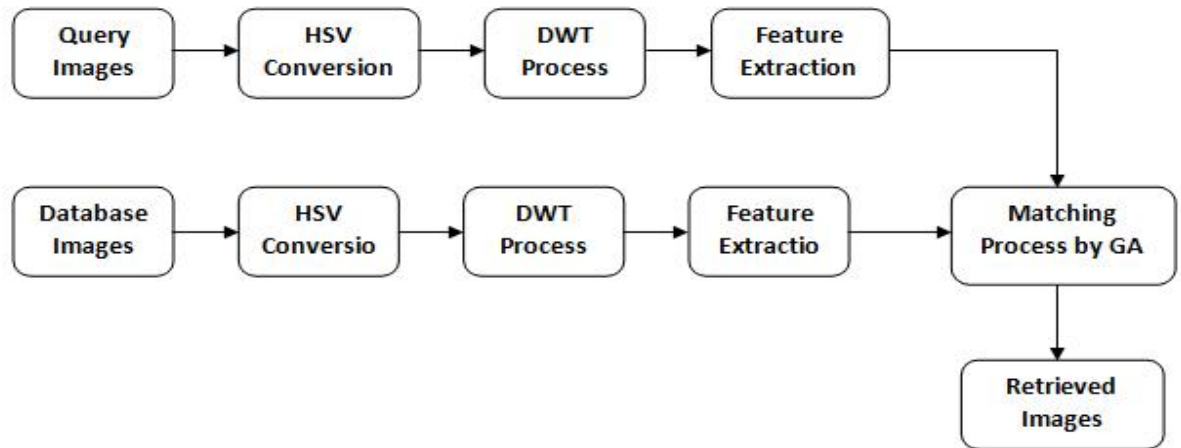 Query
Images
HSV
Conversion
DWT
Process
Feature
Extraction
Database
Images
HSV
Conversio
DWT
Process
Feature
Extractio
Matching
Process by GA
Retrieved
Images